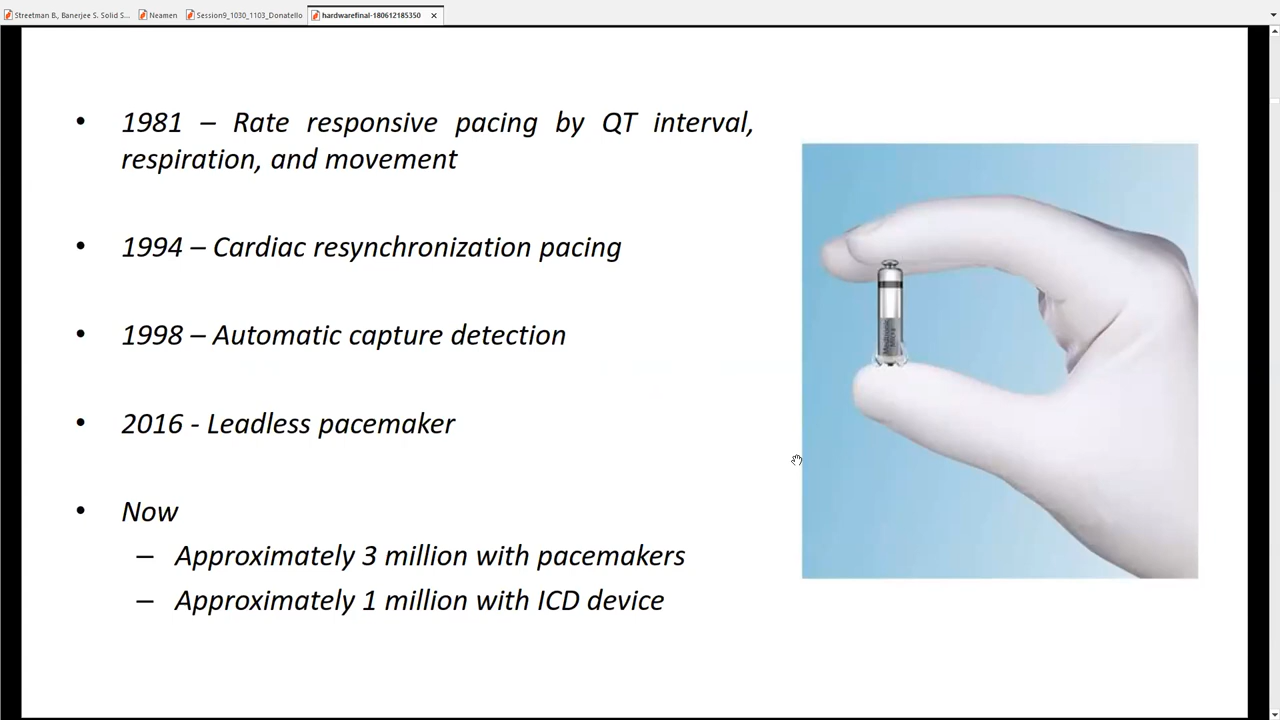 Streetman B., Banerjee S. Solid S...
Neamen
Session9_1030_1103_Donatello
hardwarefinal-180612185350
• 1981 – Rate responsive pacing by QT interval,
respiration, and movement
• 1994 – Cardiac resynchronization pacing
• 1998 – Automatic capture detection
• 2016 - Leadless pacemaker
• Now
– Approximately 3 million with pacemakers
– Approximately 1 million with ICD device